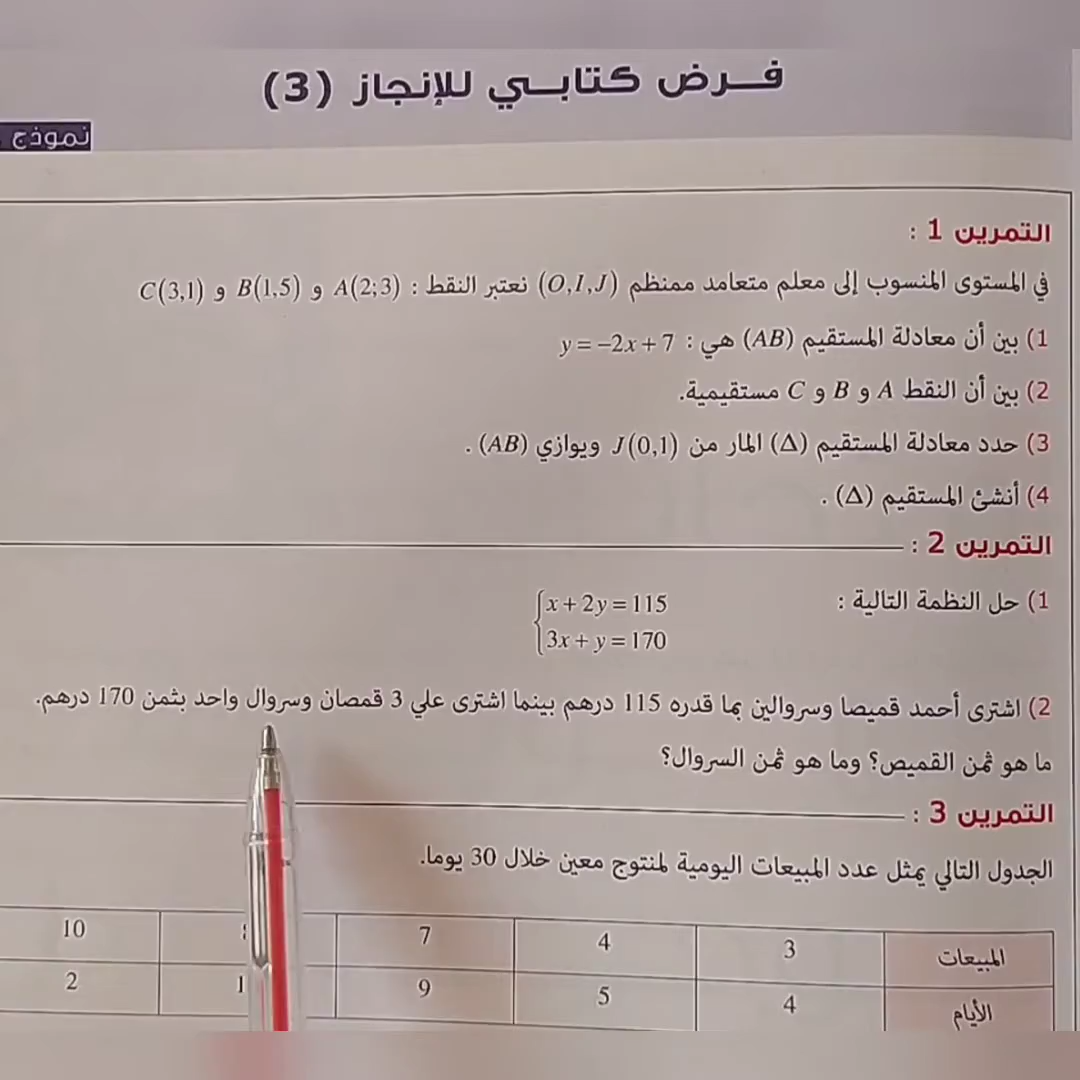 فرض كتابي للإنجاز (3)
نموذج
التمرين 1 :
في المستوى المنسوب إلى معلم متعامد ممنظم (O,I,J) نعتبر النقط : A(2;3) و B(1,5) و C(3,1)
1) بين أن معادلة المستقيم (AB) هي : y = −2x + 7
2) بين أن النقط A و B و C مستقيمية.
3) حدد معادلة المستقيم (Δ) المار من J(0,1) ويوازي (AB) .
4) أنشئ المستقيم (Δ) .
التمرين 2 :
1) حل النظمة التالية :
x + 2y = 115
3x + y = 170
2) اشترى أحمد قميصا وسروالين بما قدره 115 درهم بينما اشترى علي 3 قمصان وسروال واحد بثمن 170 درهم.
ما هو ثمن القميص؟ وما هو ثمن السروال؟
التمرين 3 :
الجدول التالي يمثل عدد المبيعات اليومية لمنتوج معين خلال 30 يوما.
المبيعات 3 4 7 10
الأيام 4 5 9 2